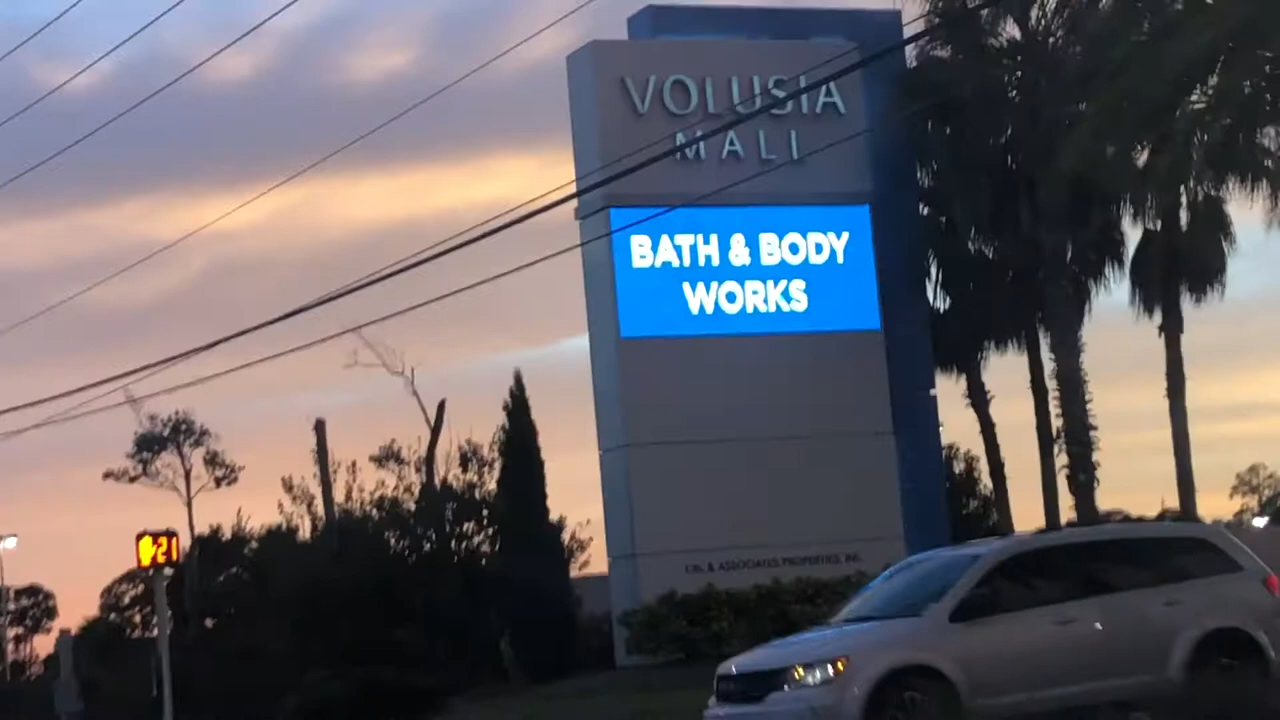 VOLUSIA
MALL
BATH & BODY
WORKS
CBL & ASSOCIATES PROPERTIES, INC.
21